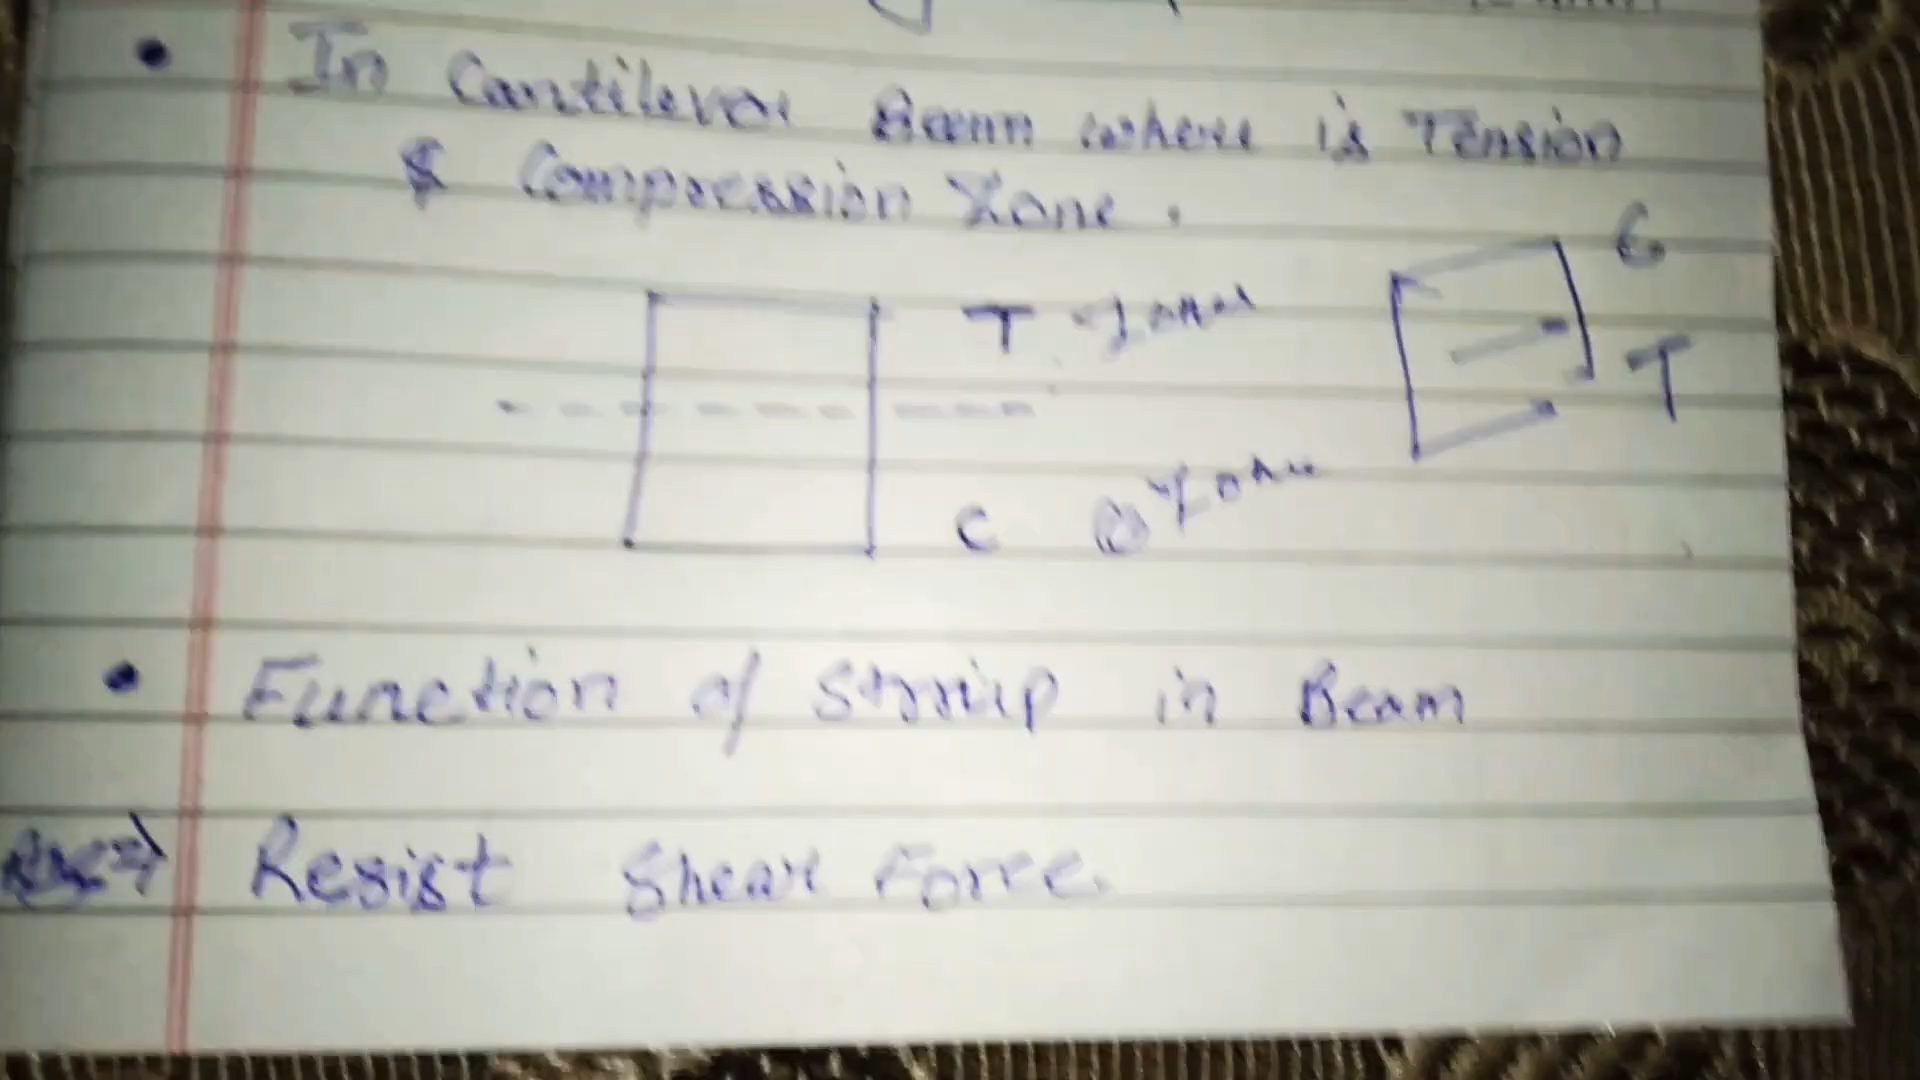 • In Cantilever Beam where is Tension
& Compression Zone.
T Zone
C Zone
C
T
• Function of Stirrup in Beam
Resist Shear Force.